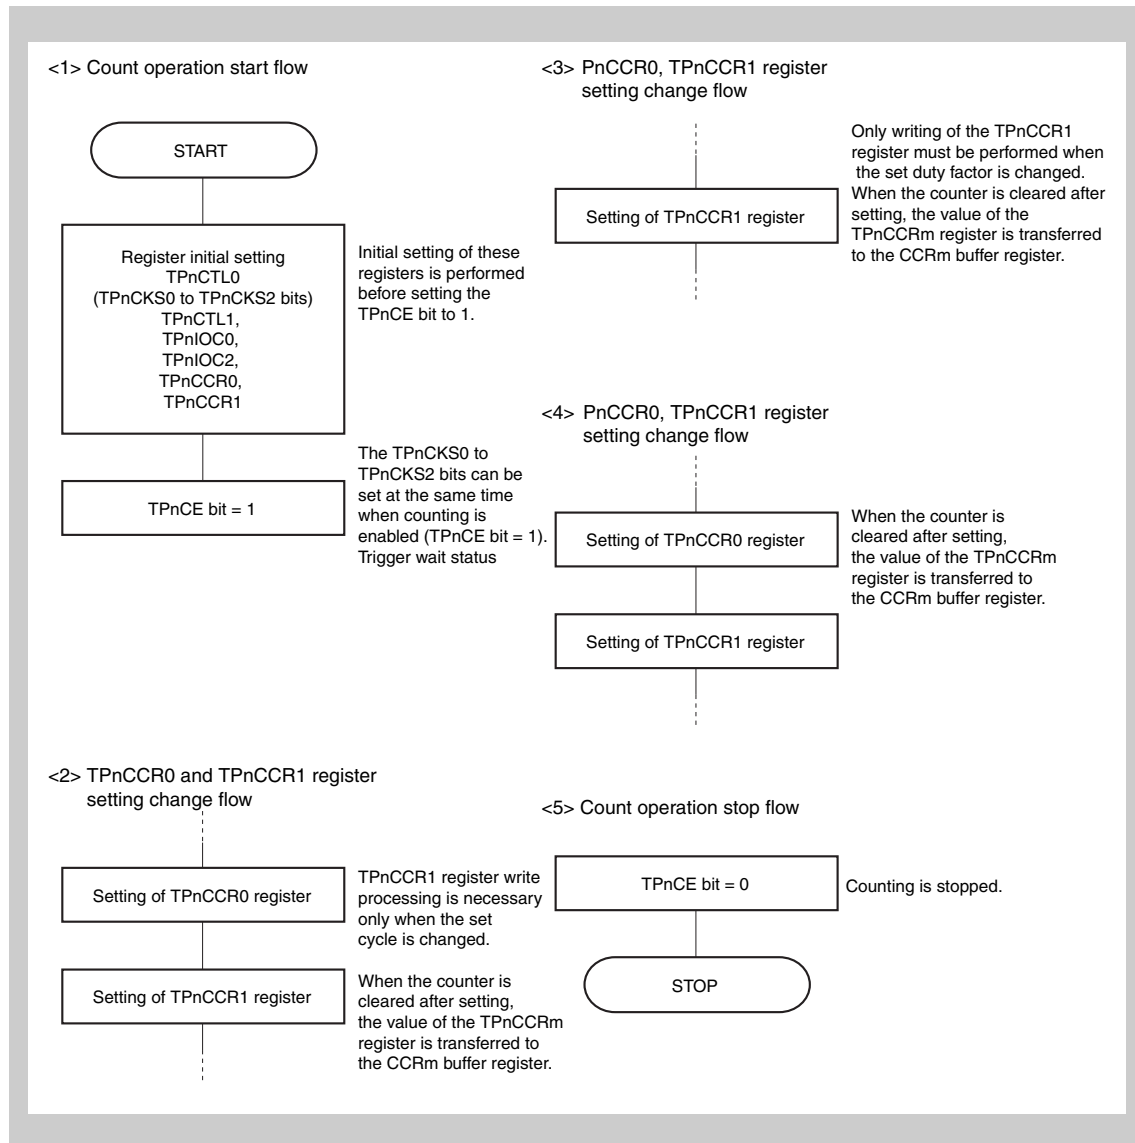 <1> Count operation start flow
START
Register initial setting
TPnCTL0
(TPnCKS0 to TPnCKS2 bits)
TPnCTL1,
TPnIOC0,
TPnIOC2,
TPnCCR0,
TPnCCR1
Initial setting of these
registers is performed
before setting the
TPnCE bit to 1.
TPnCE bit = 1
The TPnCKS0 to
TPnCKS2 bits can be
set at the same time
when counting is
enabled (TPnCE bit = 1).
Trigger wait status
<2> TPnCCR0 and TPnCCR1 register
setting change flow
Setting of TPnCCR0 register
TPnCCR1 register write
processing is necessary
only when the set
cycle is changed.
Setting of TPnCCR1 register
When the counter is
cleared after setting,
the value of the TPnCCRm
register is transferred to
the CCRm buffer register.
<3> PnCCR0, TPnCCR1 register
setting change flow
Setting of TPnCCR1 register
Only writing of the TPnCCR1
register must be performed when
the set duty factor is changed.
When the counter is cleared after
setting, the value of the
TPnCCRm register is transferred
to the CCRm buffer register.
<4> PnCCR0, TPnCCR1 register
setting change flow
Setting of TPnCCR0 register
When the counter is
cleared after setting,
the value of the TPnCCRm
register is transferred to
the CCRm buffer register.
Setting of TPnCCR1 register
<5> Count operation stop flow
TPnCE bit = 0
Counting is stopped.
STOP